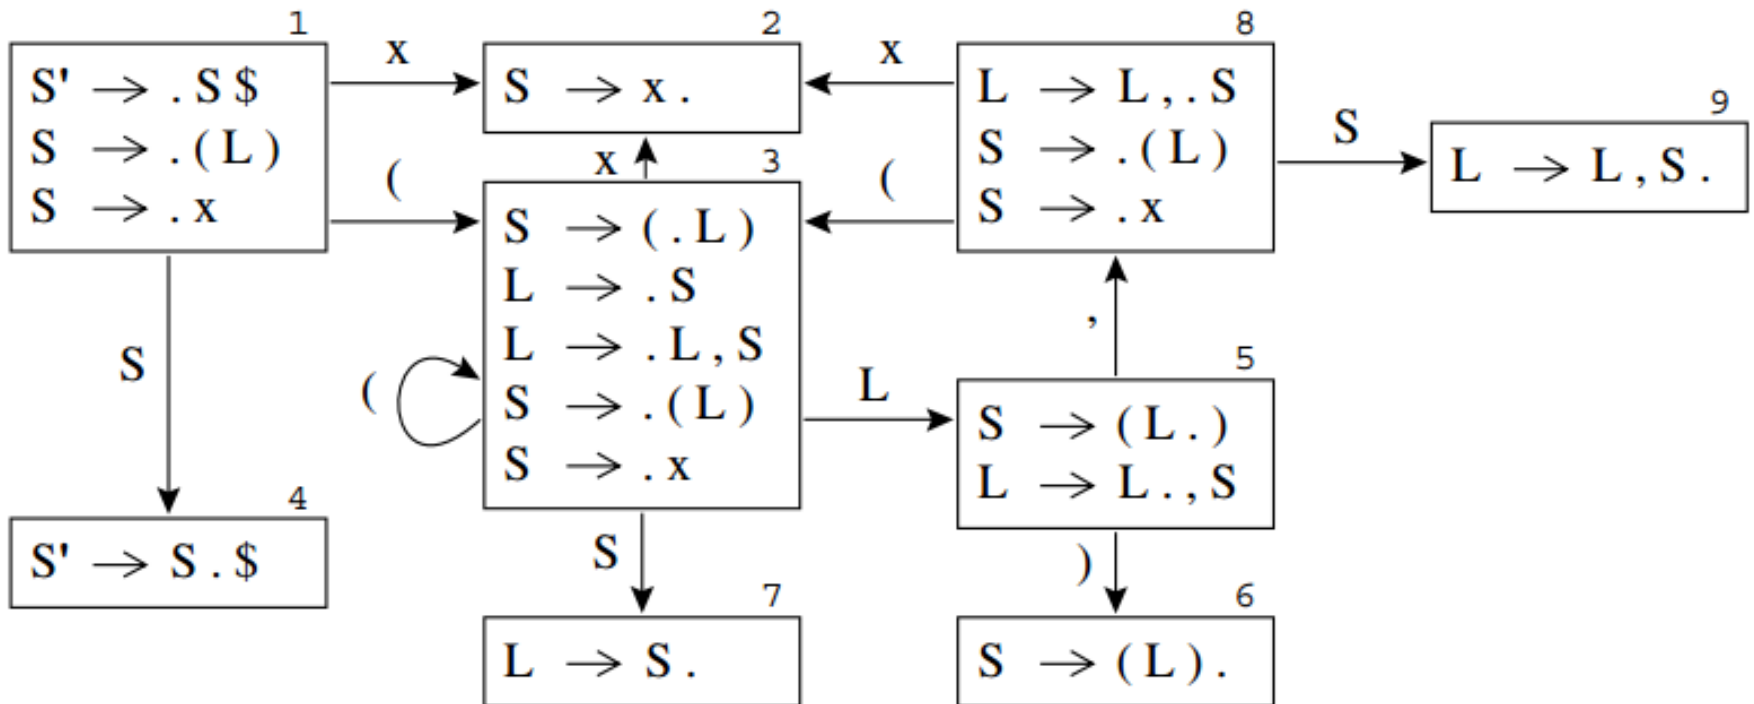 1
S' → . S $
S → . ( L )
S → . x
x
(
S
4
S' → S . $
2
S → x .
x
3
S → ( . L )
L → . S
L → . L , S
S → . ( L )
S → . x
(
S
7
L → S .
L
x
(
8
L → L , . S
S → . ( L )
S → . x
S
9
L → L , S .
,
5
S → ( L . )
L → L . , S
)
6
S → ( L ) .